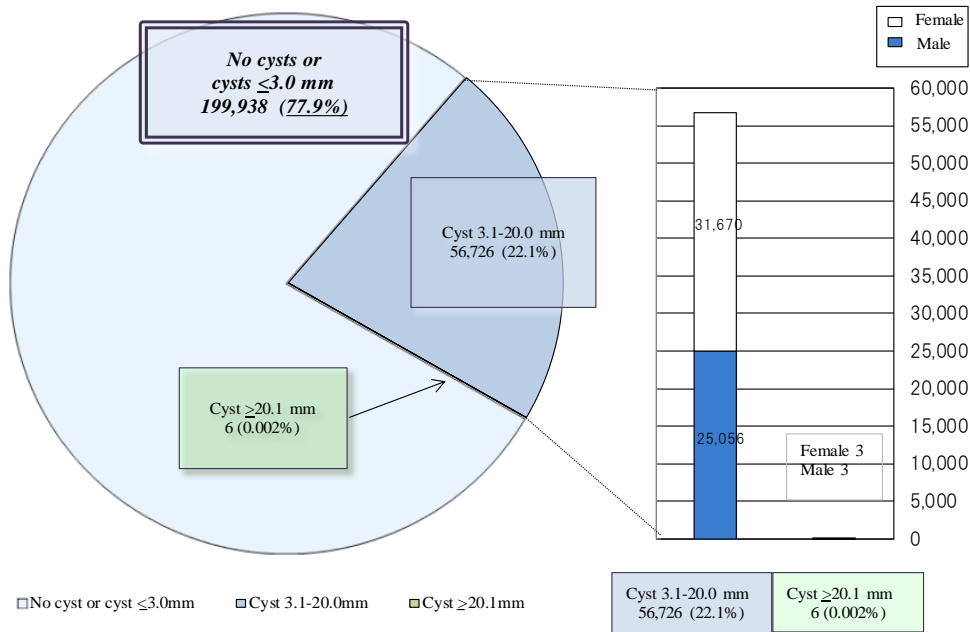 No cysts or
cysts ≤3.0 mm
199,938 (77.9%)
Female
Male
Cyst 3.1-20.0 mm
56,726 (22.1%)
Cyst ≥20.1 mm
6 (0.002%)
60,000
55,000
50,000
45,000
40,000
35,000
30,000
25,000
20,000
15,000
10,000
5,000
0
31,670
25,056
Female 3
Male 3
No cyst or cyst ≤3.0mm
Cyst 3.1-20.0mm
Cyst ≥20.1mm
Cyst 3.1-20.0 mm
56,726 (22.1%)
Cyst ≥20.1 mm
6 (0.002%)